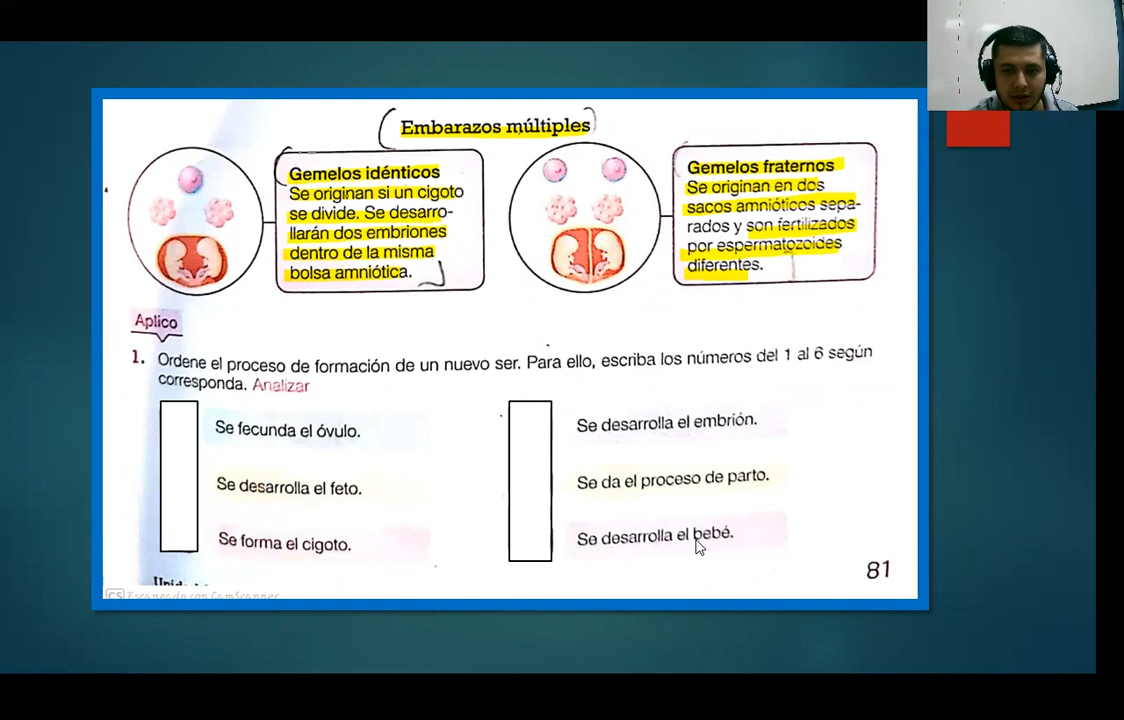 Embarazos múltiples
Gemelos idénticos
Se originan si un cigoto
se divide. Se desarro-
llarán dos embriones
dentro de la misma
bolsa amniótica.
Gemelos fraternos
Se originan en dos
sacos amnióticos sepa-
rados y son fertilizados
por espermatozoides
diferentes.
Aplico
1. Ordene el proceso de formación de un nuevo ser. Para ello, escriba los números del 1 al 6 según
corresponda. Analizar
Se fecunda el óvulo.
Se desarrolla el feto.
Se forma el cigoto.
Se desarrolla el embrión.
Se da el proceso de parto.
Se desarrolla el bebé.
81
CS Escaneado con CamScanner